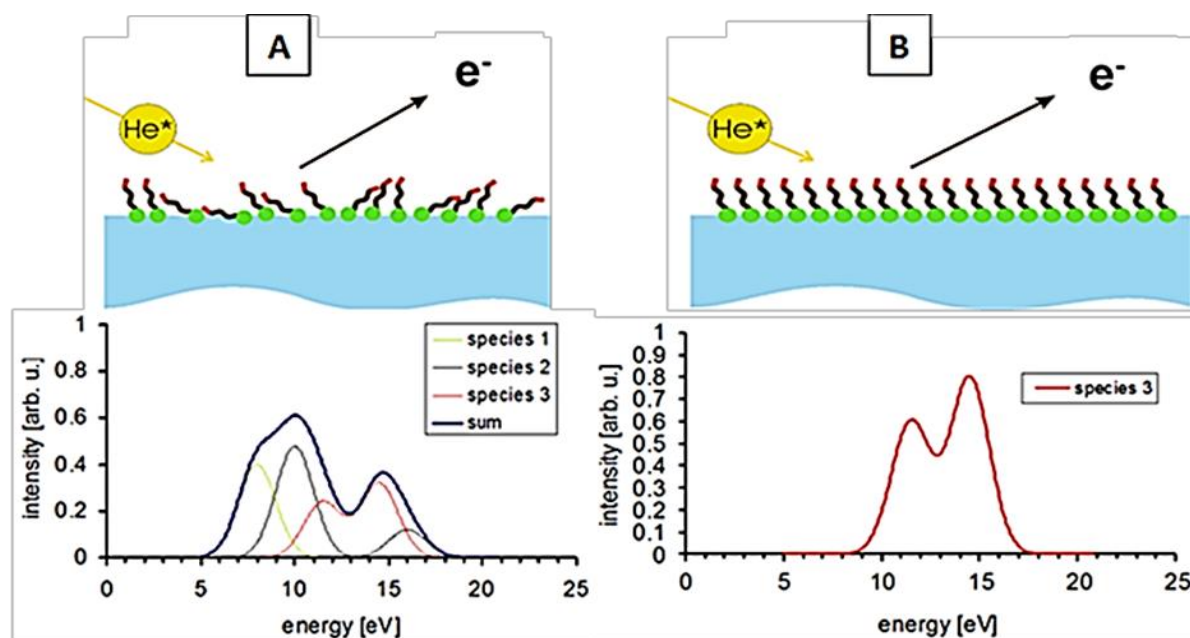 A
e-
He*
B
e-
He*
1
0.8
0.6
0.4
0.2
0
intensity [arb. u.]
species 1
species 2
species 3
sum
0 5 10 15 20 25
energy [eV]
1
0.9
0.8
0.7
0.6
0.5
0.4
0.3
0.2
0.1
0
intensity [arb. u.]
species 3
0 5 10 15 20 25
energy [eV]